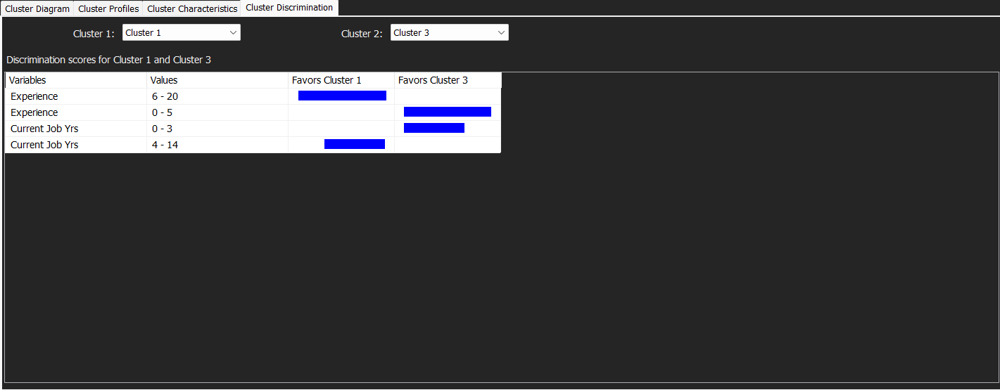 Cluster Diagram Cluster Profiles Cluster Characteristics Cluster Discrimination
Cluster 1: Cluster 1 Cluster 2: Cluster 3
Discrimination scores for Cluster 1 and Cluster 3
Variables Values Favors Cluster 1 Favors Cluster 3
Experience 6 - 20
Experience 0 - 5
Current Job Yrs 0 - 3
Current Job Yrs 4 - 14